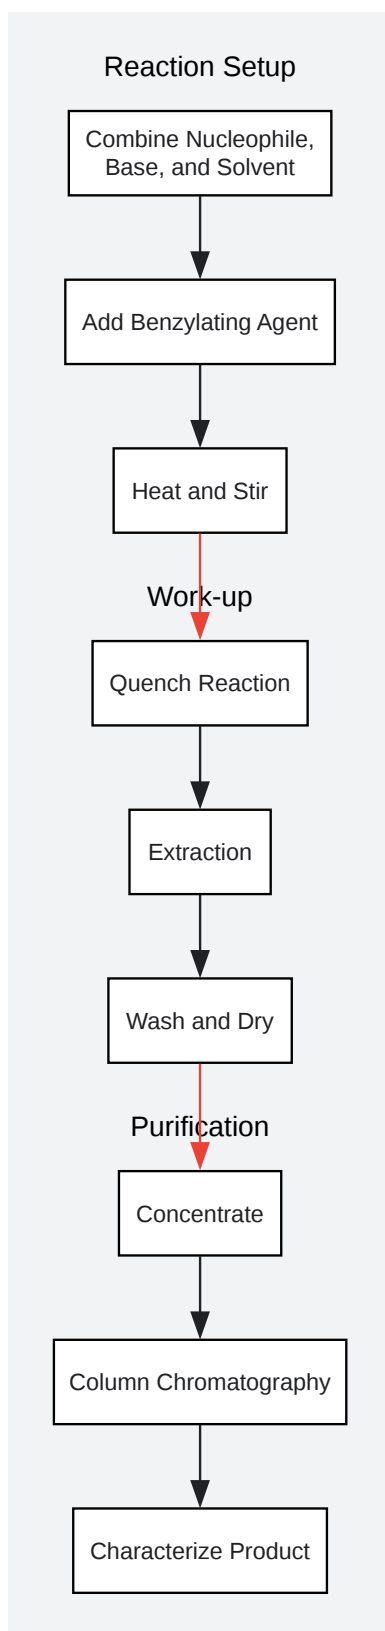 Reaction Setup
Combine Nucleophile,
Base, and Solvent
Add Benzylating Agent
Heat and Stir
Work-up
Quench Reaction
Extraction
Wash and Dry
Purification
Concentrate
Column Chromatography
Characterize Product